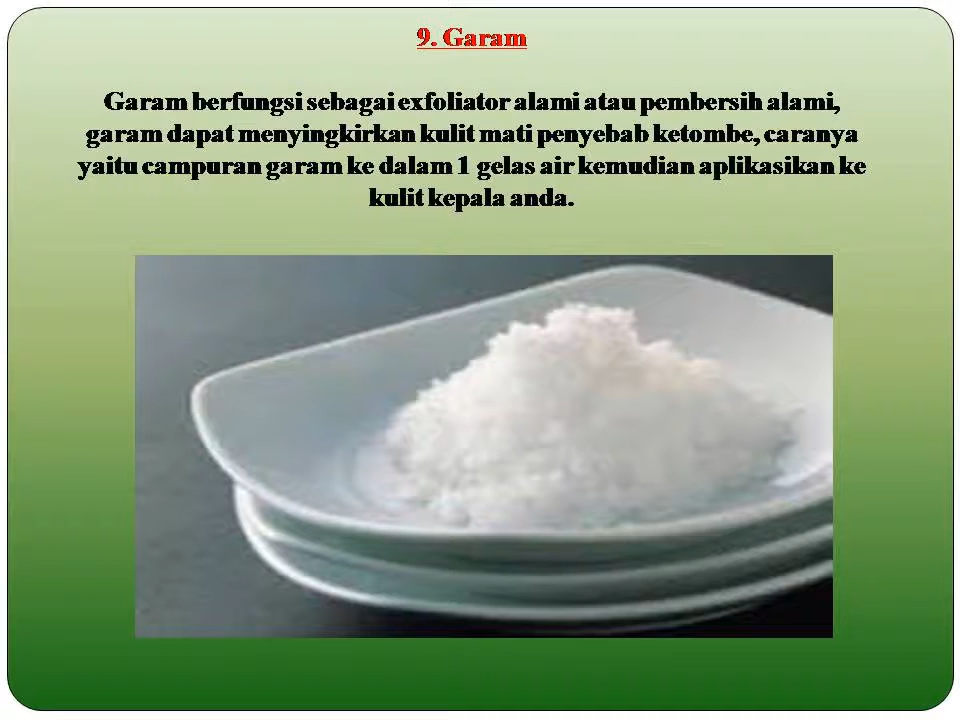 9. Garam
Garam berfungsi sebagai exfoliator alami atau pembersih alami,
garam dapat menyingkirkan kulit mati penyebab ketombe, caranya
yaitu campuran garam ke dalam 1 gelas air kemudian aplikasikan ke
kulit kepala anda.